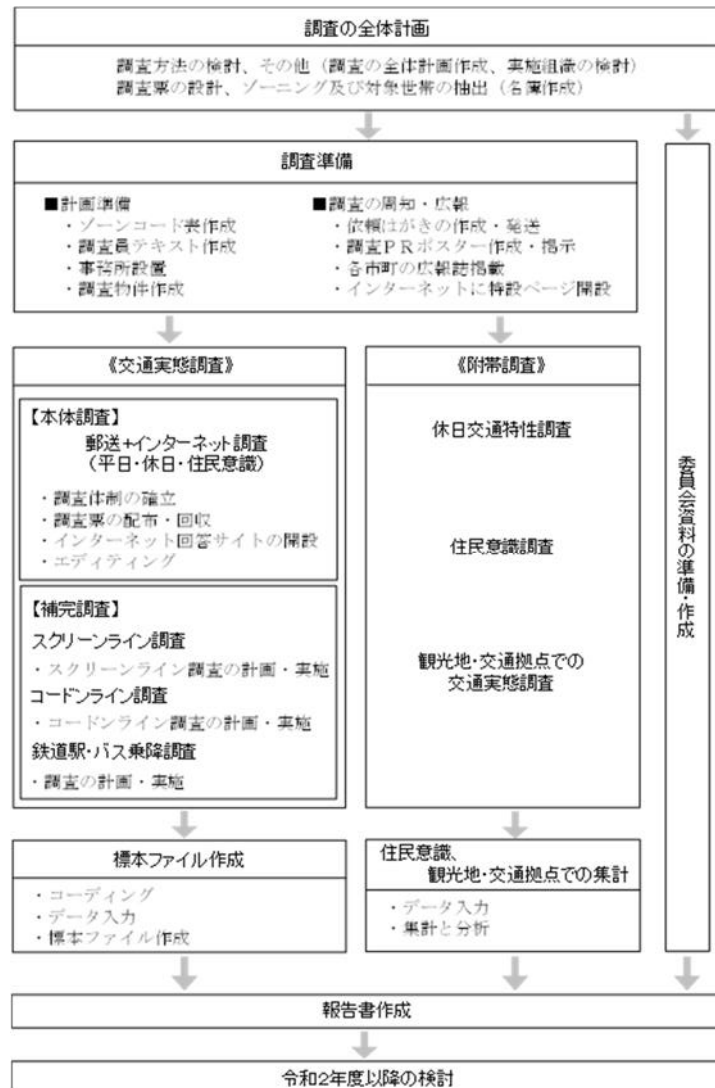 調査の全体計画
調査方法の検討、その他（調査の全体計画作成、実施組織の検討）
調査票の設計、ゾーニング及び対象世帯の抽出（名簿作成）
調査準備
■計画準備
・ゾーンコード表作成
・調査員テキスト作成
・事務所設置
・調査物件作成
■調査の周知・広報
・依頼はがきの作成・発送
・調査PRポスター作成・掲示
・各市町の広報誌掲載
・インターネットに特設ページ開設
《交通実態調査》
【本体調査】
郵送+インターネット調査
（平日・休日・住民意識）
・調査体制の確立
・調査票の配布・回収
・インターネット回答サイトの開設
・エディティング
【補完調査】
スクリーンライン調査
・スクリーンライン調査の計画・実施
コードンライン調査
・コードンライン調査の計画・実施
鉄道駅・バス乗降調査
・調査の計画・実施
《附帯調査》
休日交通特性調査
住民意識調査
観光地・交通拠点での
交通実態調査
委員会資料の準備・作成
標本ファイル作成
・コーディング
・データ入力
・標本ファイル作成
住民意識、
観光地・交通拠点での集計
・データ入力
・集計と分析
報告書作成
令和2年度以降の検討